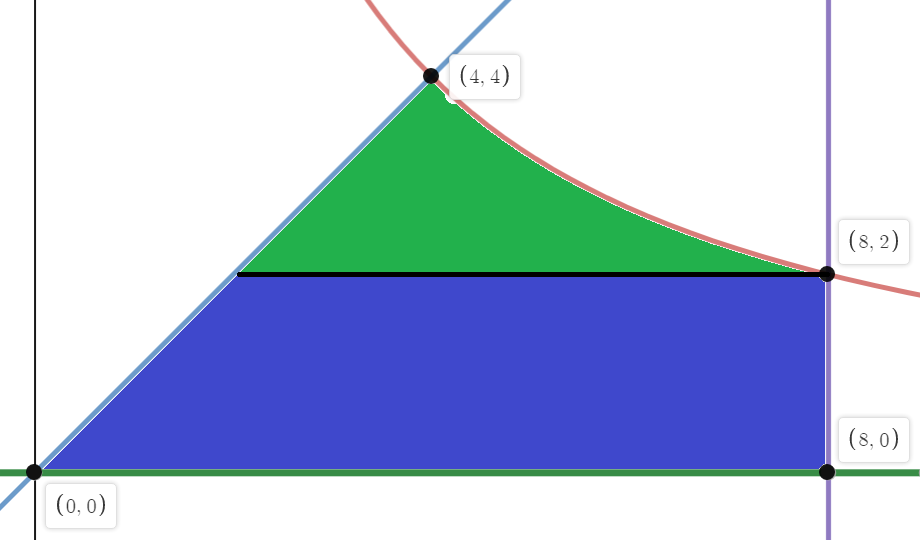 (4, 4)
(8, 2)
(8, 0)
(0, 0)